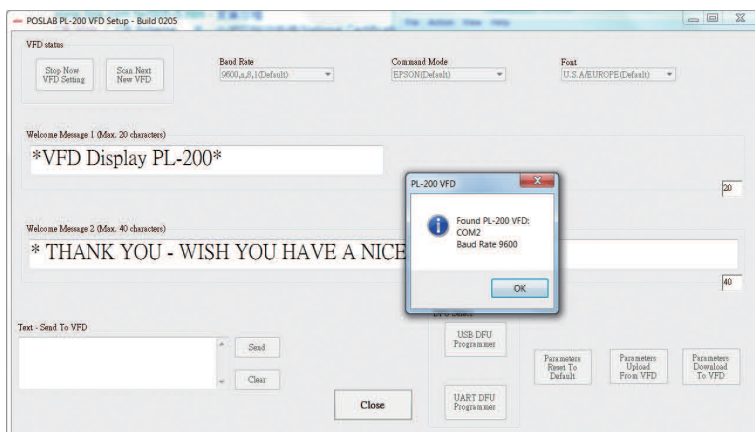 POSLAB PL-200 VFD Setup - Build 0205
File Action View Help
VFD status
Stop Now
VFD Setting
Scan Next
New VFD
Baud Rate
9600,n,8,1(Default)
Command Mode
EPSON(Default)
Font
U.S.A/EUROPE(Default)
Welcome Message 1 (Max. 20 characters)
*VFD Display PL-200*
20
PL-200 VFD
Found PL-200 VFD:
COM2
Baud Rate 9600
OK
Welcome Message 2 (Max. 40 characters)
* THANK YOU - WISH YOU HAVE A NICE
40
Text - Send To VFD
Send
Clear
Close
USB DFU
Programmer
UART DFU
Programmer
Parameters
Reset To
Default
Parameters
Upload
From VFD
Parameters
Download
To VFD